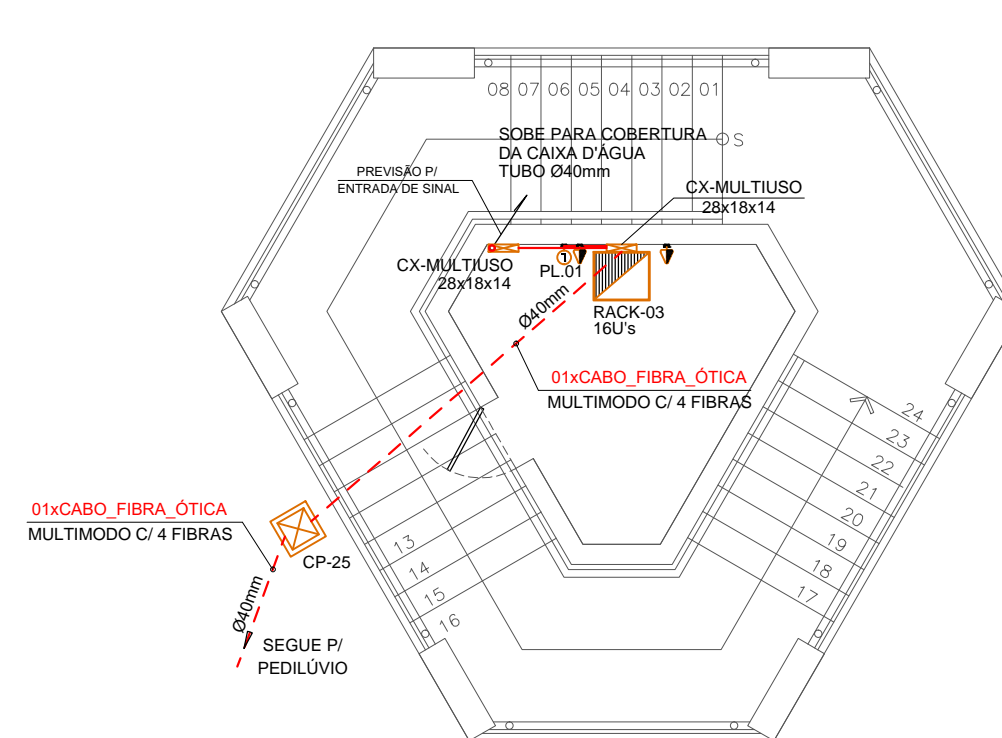 08 07 06 05 04 03 02 01
S
SOBE PARA COBERTURA
DA CAIXA D'ÁGUA
TUBO Ø40mm
PREVISÃO P/
ENTRADA DE SINAL
CX-MULTIUSO
28x18x14
CX-MULTIUSO
28x18x14
1
PL.01
RACK-03
16U's
Ø40mm
01xCABO_FIBRA_ÓTICA
MULTIMODO C/ 4 FIBRAS
24
23
22
21
20
19
18
17
01xCABO_FIBRA_ÓTICA
MULTIMODO C/ 4 FIBRAS
CP-25
13
14
15
16
Ø40mm
SEGUE P/
PEDILÚVIO